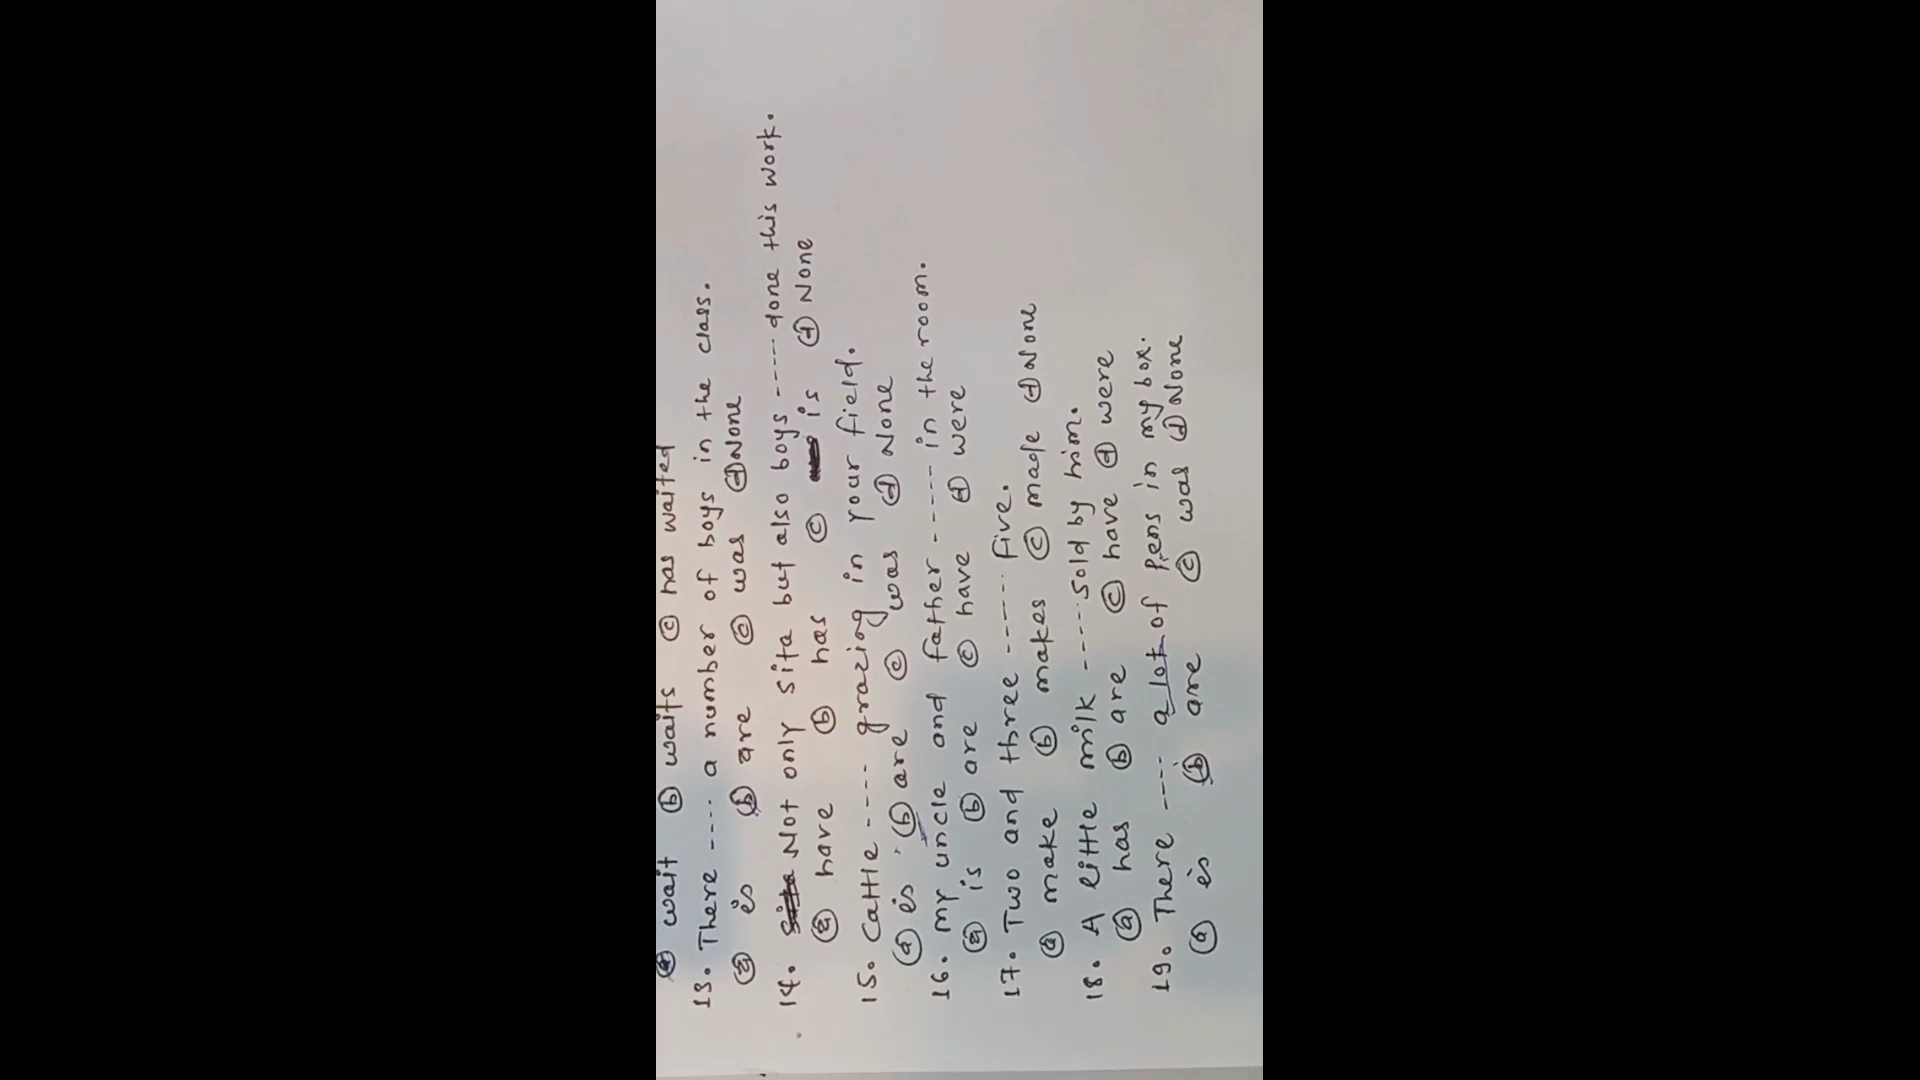 ⓐ wait ⓑ waits ⓒ has waited
13. There ---- a number of boys in the class.
ⓐ is ⓑ are ⓒ was ⓓ None
14. Not only sita but also boys ----- done this work.
ⓐ have ⓑ has ⓒ is ⓓ None
15. Cattle ---- grazing in your field.
ⓐ is ⓑ are ⓒ was ⓓ None
16. my uncle and father ------ in the room.
ⓐ is ⓑ are ⓒ have ⓓ were
17. Two and three ------ five.
ⓐ make ⓑ makes ⓒ made ⓓ None
18. A little milk ----- sold by him.
ⓐ has ⓑ are ⓒ have ⓓ were
19. There ---- a lot of Pens in my box.
ⓐ is ⓑ are ⓒ was ⓓ None